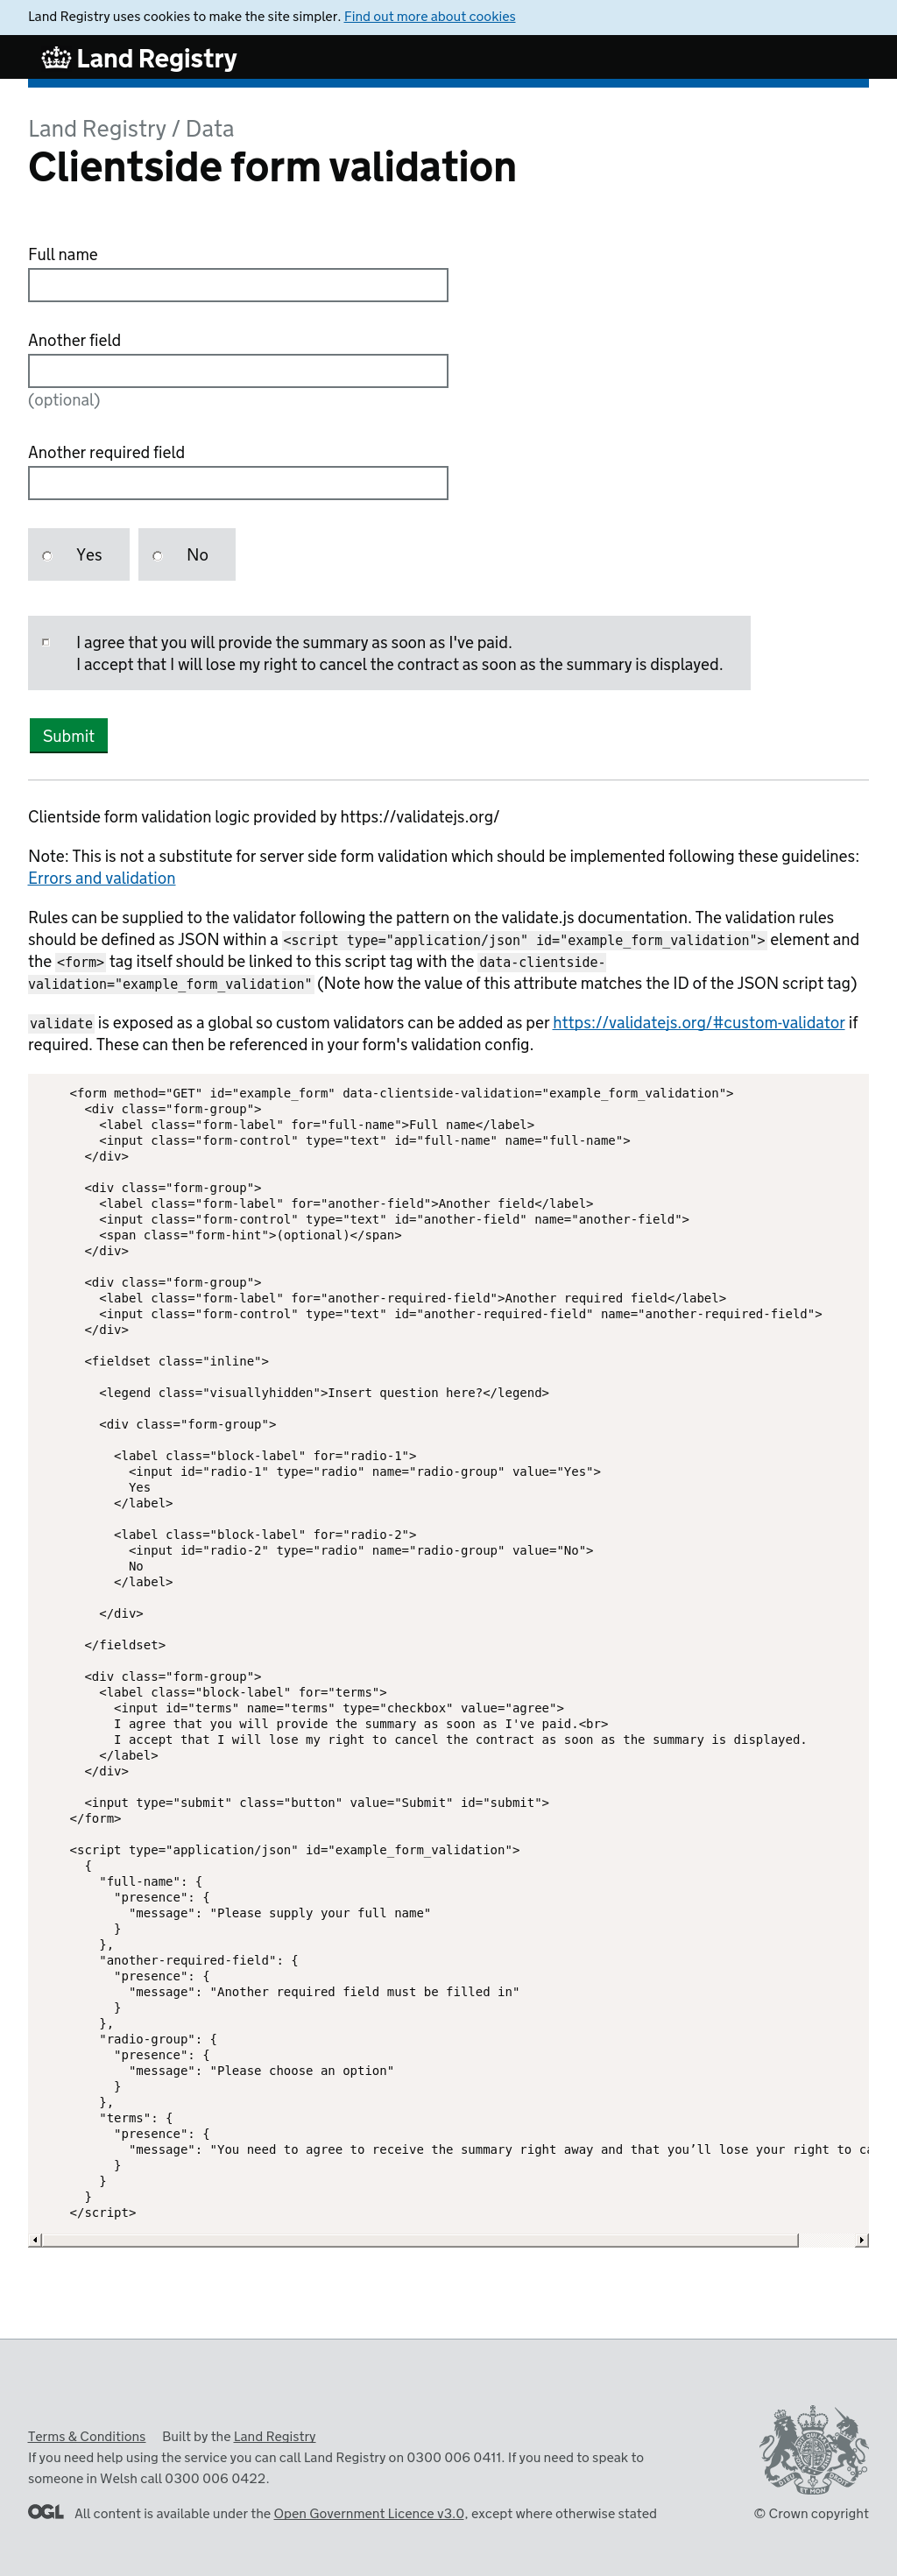 Land Registry uses cookies to make the site simpler. Find out more about cookies
Land Registry
Land Registry / Data
Clientside form validation
Full name
Another field
(optional)
Another required field
Yes
No
I agree that you will provide the summary as soon as I've paid.
I accept that I will lose my right to cancel the contract as soon as the summary is displayed.
Submit
Clientside form validation logic provided by https://validatejs.org/
Note: This is not a substitute for server side form validation which should be implemented following these guidelines:
Errors and validation
Rules can be supplied to the validator following the pattern on the validate.js documentation. The validation rules
should be defined as JSON within a <script type="application/json" id="example_form_validation"> element and
the <form> tag itself should be linked to this script tag with the data-clientside-
validation="example_form_validation" (Note how the value of this attribute matches the ID of the JSON script tag)
validate is exposed as a global so custom validators can be added as per https://validatejs.org/#custom-validator if
required. These can then be referenced in your form's validation config.
<form method="GET" id="example_form" data-clientside-validation="example_form_validation">
<div class="form-group">
<label class="form-label" for="full-name">Full name</label>
<input class="form-control" type="text" id="full-name" name="full-name">
</div>
<div class="form-group">
<label class="form-label" for="another-field">Another field</label>
<input class="form-control" type="text" id="another-field" name="another-field">
<span class="form-hint">(optional)</span>
</div>
<div class="form-group">
<label class="form-label" for="another-required-field">Another required field</label>
<input class="form-control" type="text" id="another-required-field" name="another-required-field">
</div>
<fieldset class="inline">
<legend class="visuallyhidden">Insert question here?</legend>
<div class="form-group">
<label class="block-label" for="radio-1">
<input id="radio-1" type="radio" name="radio-group" value="Yes">
Yes
</label>
<label class="block-label" for="radio-2">
<input id="radio-2" type="radio" name="radio-group" value="No">
No
</label>
</div>
</fieldset>
<div class="form-group">
<label class="block-label" for="terms">
<input id="terms" name="terms" type="checkbox" value="agree">
I agree that you will provide the summary as soon as I've paid.<br>
I accept that I will lose my right to cancel the contract as soon as the summary is displayed.
</label>
</div>
<input type="submit" class="button" value="Submit" id="submit">
</form>
<script type="application/json" id="example_form_validation">
{
"full-name": {
"presence": {
"message": "Please supply your full name"
}
},
"another-required-field": {
"presence": {
"message": "Another required field must be filled in"
}
},
"radio-group": {
"presence": {
"message": "Please choose an option"
}
},
"terms": {
"presence": {
"message": "You need to agree to receive the summary right away and that you’ll lose your right to ca
}
}
}
</script>
Terms & Conditions Built by the Land Registry
If you need help using the service you can call Land Registry on 0300 006 0411. If you need to speak to
someone in Welsh call 0300 006 0422.
OGL All content is available under the Open Government Licence v3.0, except where otherwise stated
© Crown copyright